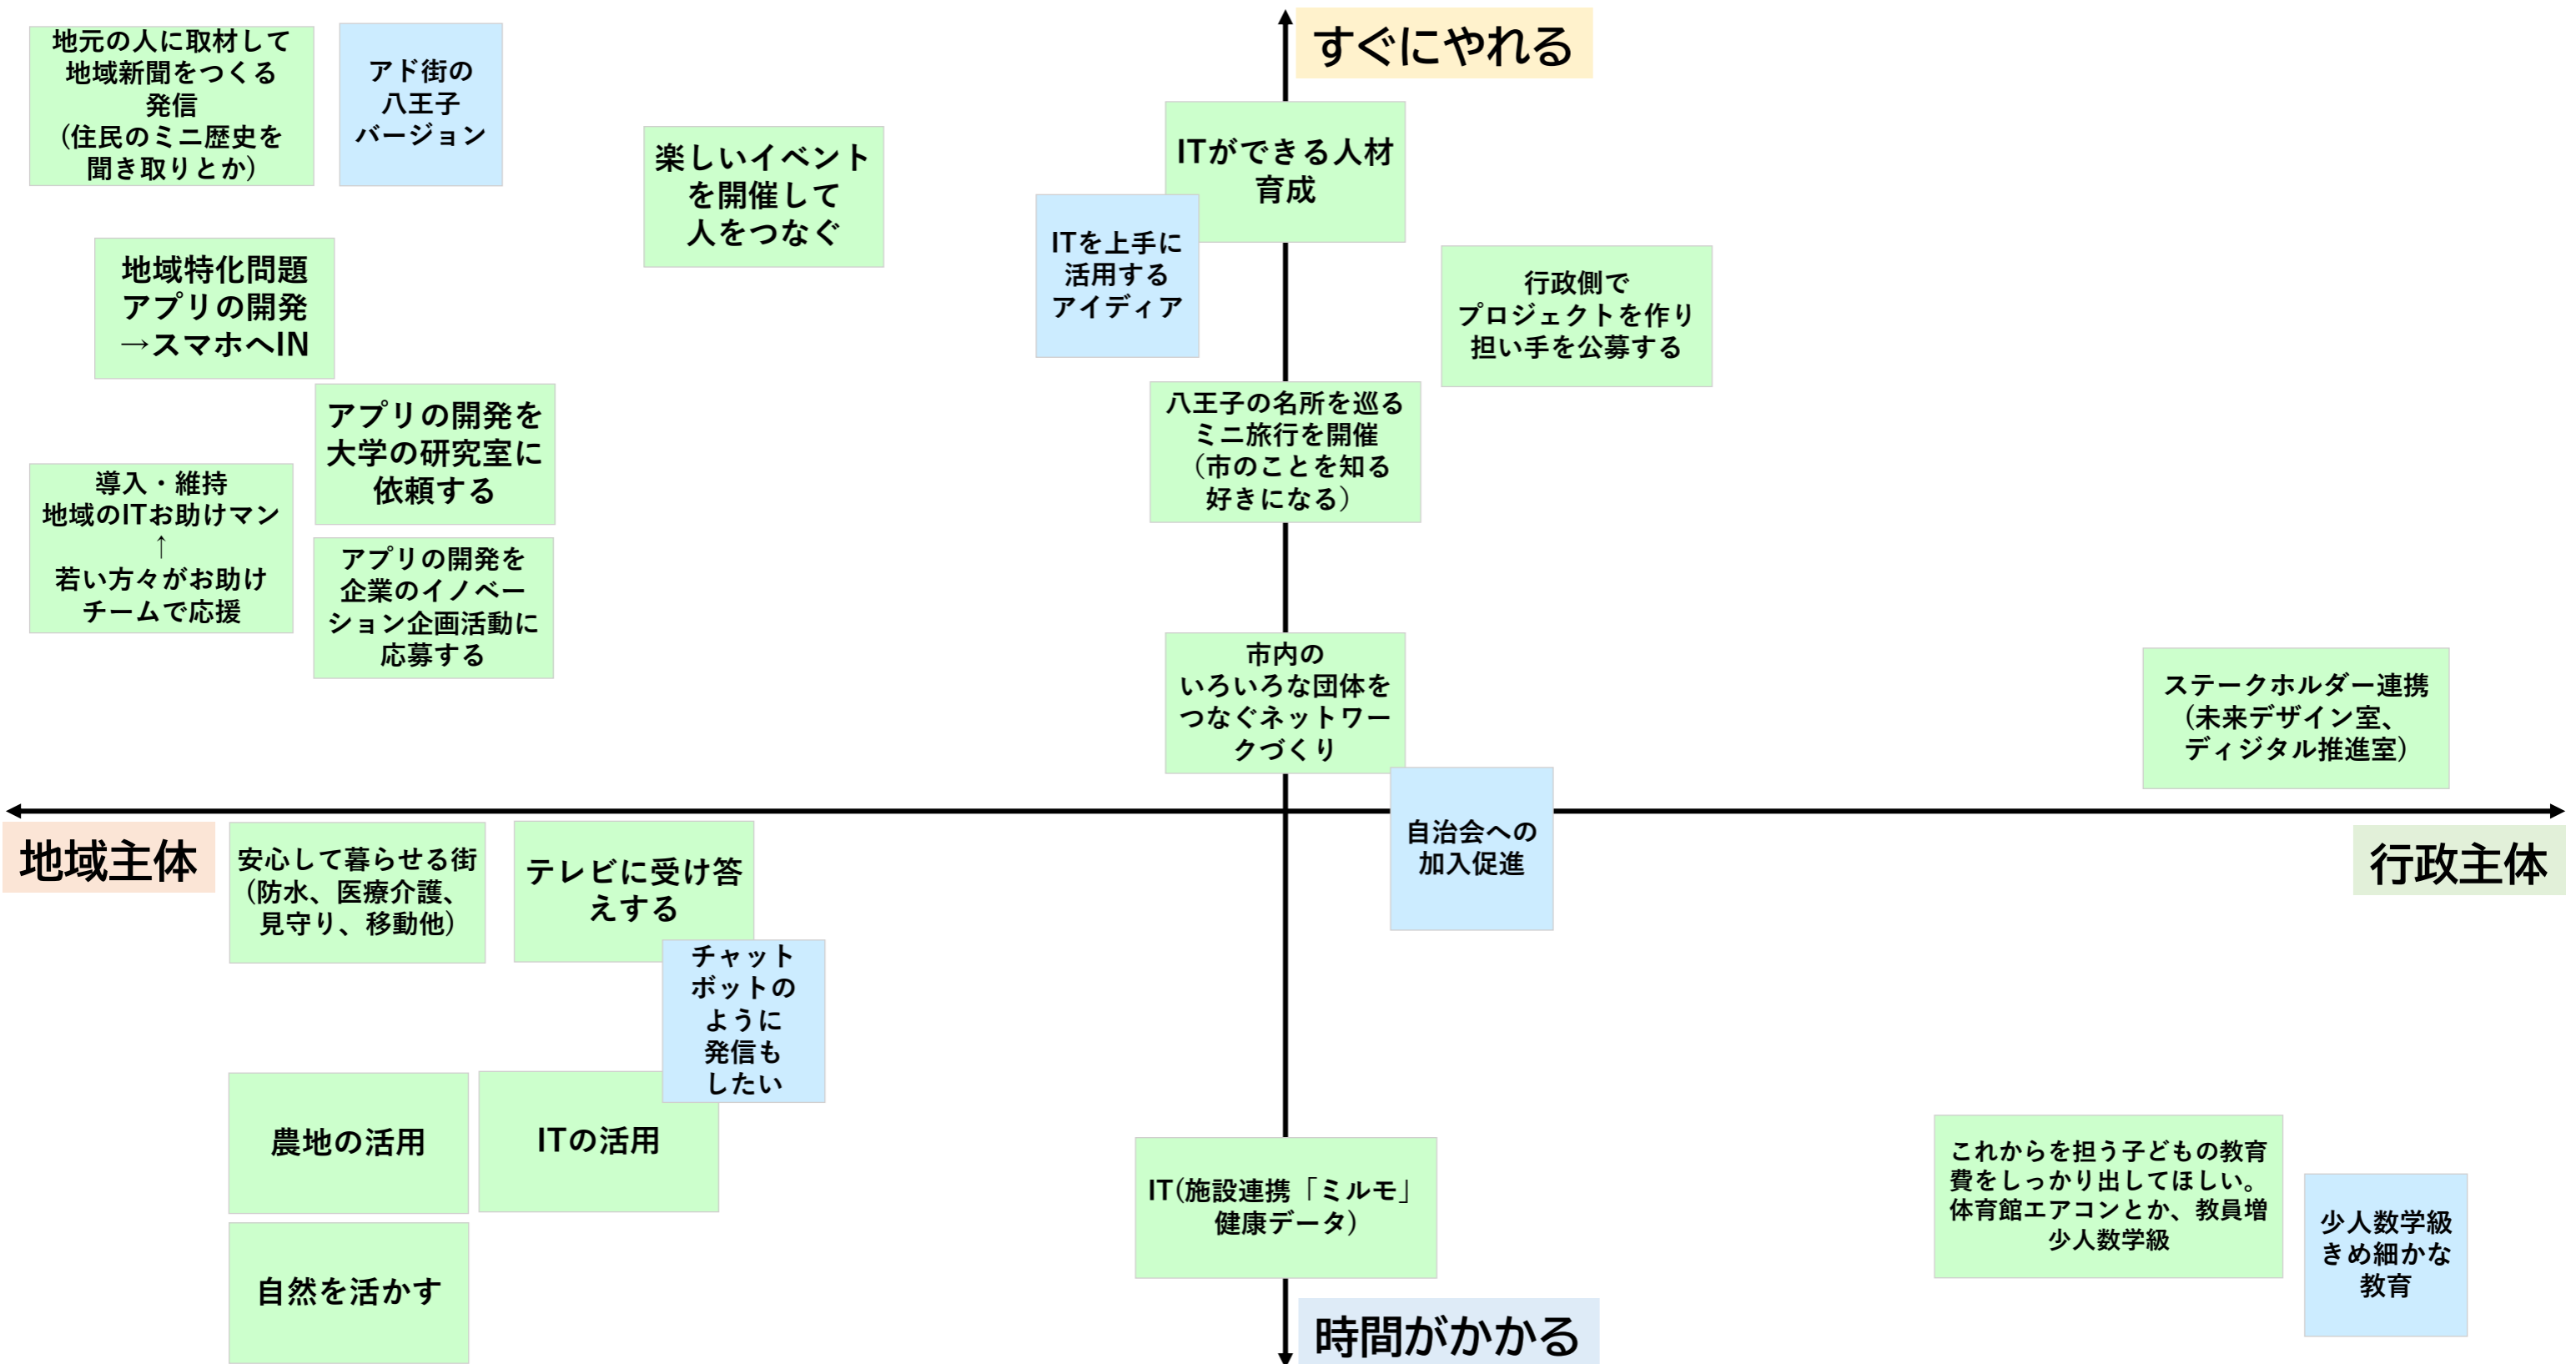 すぐにやれる
地元の人に取材して
地域新聞をつくる
発信
(住民のミニ歴史を
聞き取りとか)
アド街の
八王子
バージョン
楽しいイベント
を開催して
人をつなぐ
ITができる人材
育成
ITを上手に
活用する
アイディア
地域特化問題
アプリの開発
→スマホへIN
行政側で
プロジェクトを作り
担い手を公募する
アプリの開発を
大学の研究室に
依頼する
八王子の名所を巡る
ミニ旅行を開催
（市のことを知る
好きになる）
導入・維持
地域のITお助けマン
↑
若い方々がお助け
チームで応援
アプリの開発を
企業のイノベー
ション企画活動に
応募する
市内の
いろいろな団体を
つなぐネットワー
クづくり
ステークホルダー連携
(未来デザイン室、
ディジタル推進室)
地域主体
行政主体
自治会への
加入促進
安心して暮らせる街
(防水、医療介護、
見守り、移動他)
テレビに受け答
えする
チャット
ボットの
ように
発信も
したい
農地の活用
ITの活用
自然を活かす
IT(施設連携「ミルモ」
健康データ)
これからを担う子どもの教育
費をしっかり出してほしい。
体育館エアコンとか、教員増
少人数学級
少人数学級
きめ細かな
教育
時間がかかる